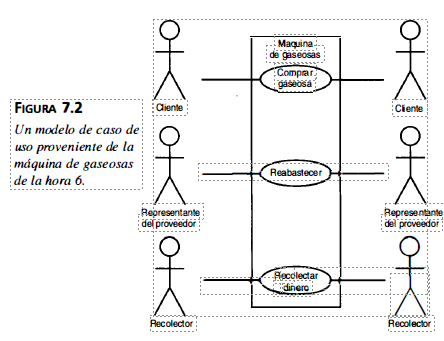 FIGURA 7.2
Un modelo de caso de
uso proveniente de la
máquina de gaseosas
de la hora 6.
Maquina
de gaseosas
Comprar
gaseosa
Cliente
Cliente
Reabastecer
Representante
del proveedor
Representante
del proveedor
Recolectar
dinero
Recolector
Recolector